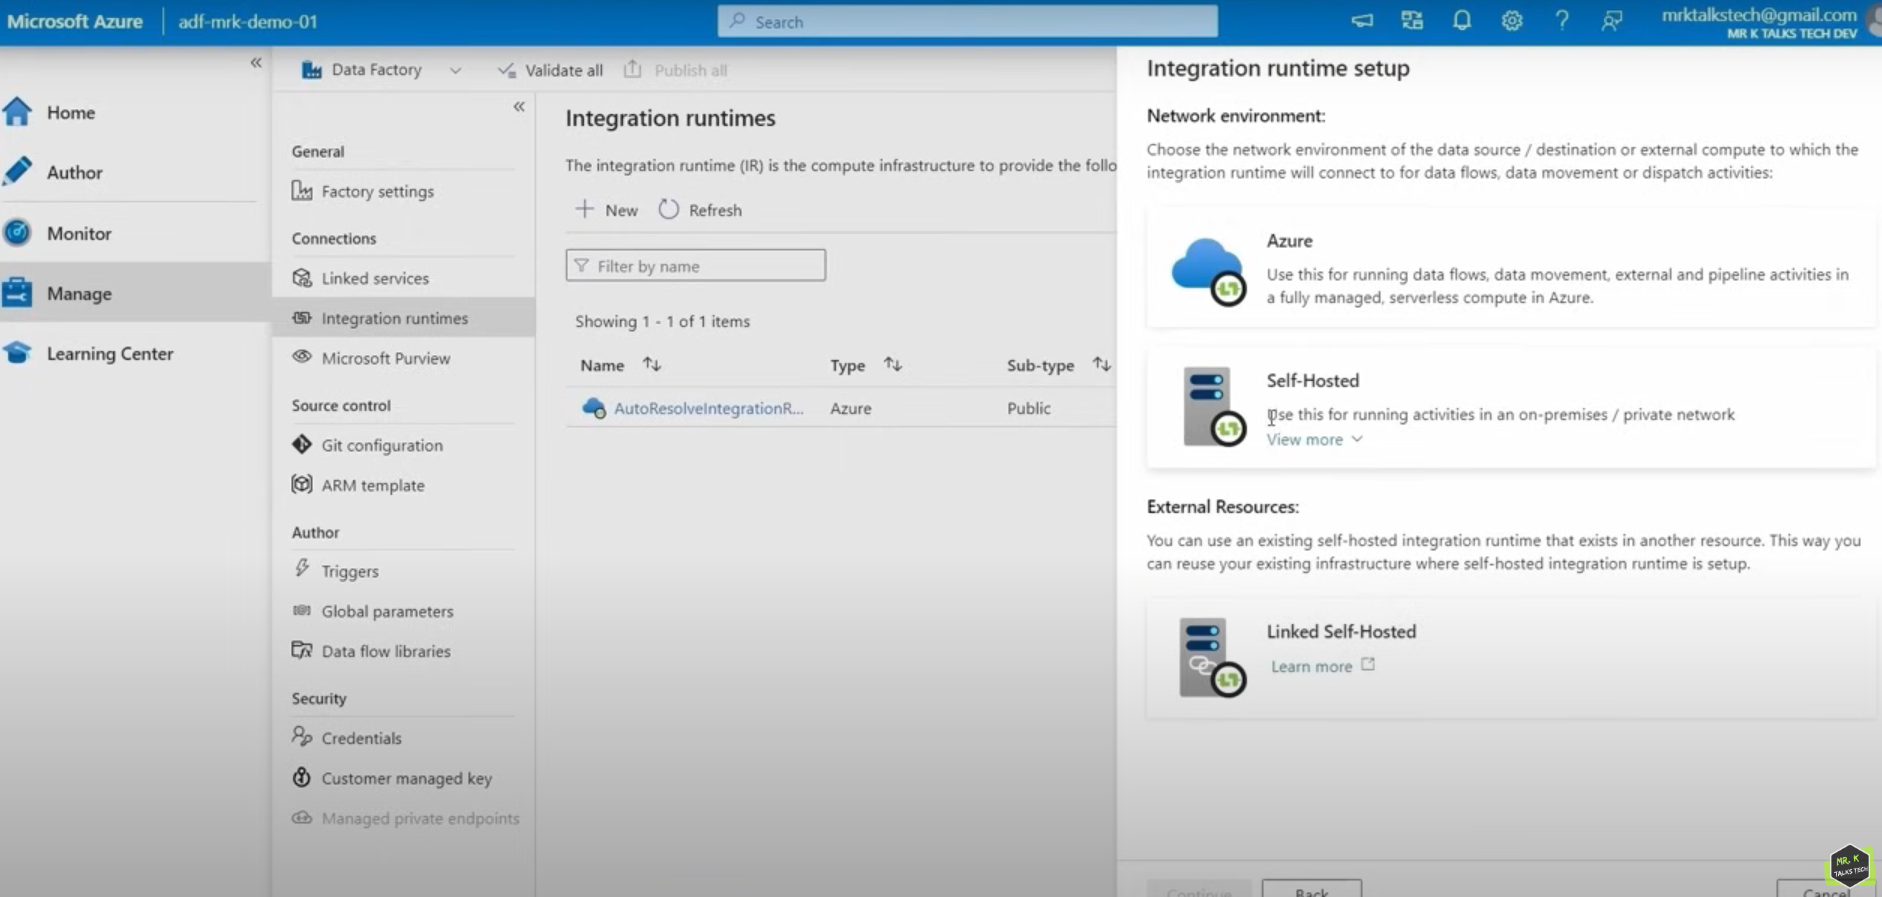 Microsoft Azure
adf-mrk-demo-01
Search
mrktalkstech@gmail.com
MR K TALKS TECH DEV
Home
Author
Monitor
Manage
Learning Center
Data Factory
Validate all
Publish all
General
Factory settings
Connections
Linked services
Integration runtimes
Microsoft Purview
Source control
Git configuration
ARM template
Author
Triggers
Global parameters
Data flow libraries
Security
Credentials
Customer managed key
Managed private endpoints
Integration runtimes
The integration runtime (IR) is the compute infrastructure to provide the follo
New
Refresh
Filter by name
Showing 1 - 1 of 1 items
Name Type Sub-type
AutoResolveIntegrationR... Azure Public
Integration runtime setup
Network environment:
Choose the network environment of the data source / destination or external compute to which the
integration runtime will connect to for data flows, data movement or dispatch activities:
Azure
Use this for running data flows, data movement, external and pipeline activities in
a fully managed, serverless compute in Azure.
Self-Hosted
Use this for running activities in an on-premises / private network
View more
External Resources:
You can use an existing self-hosted integration runtime that exists in another resource. This way you
can reuse your existing infrastructure where self-hosted integration runtime is setup.
Linked Self-Hosted
Learn more
Continue
Back
Cancel
MR. K
TALKS TECH